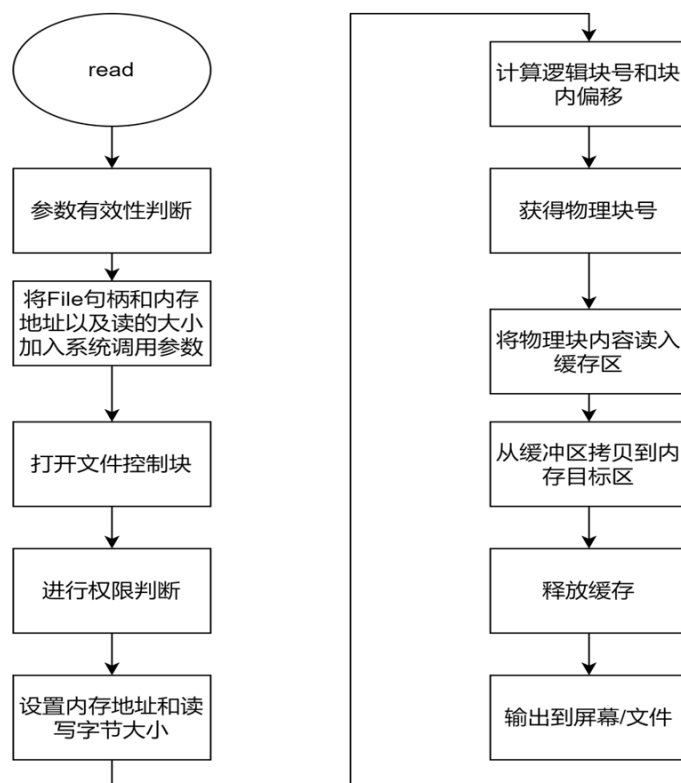 read
参数有效性判断
将File句柄和内存
地址以及读的大小
加入系统调用参数
打开文件控制块
进行权限判断
设置内存地址和读
写字节大小
计算逻辑块号和块
内偏移
获得物理块号
将物理块内容读入
缓存区
从缓冲区拷贝到内
存目标区
释放缓存
输出到屏幕/文件